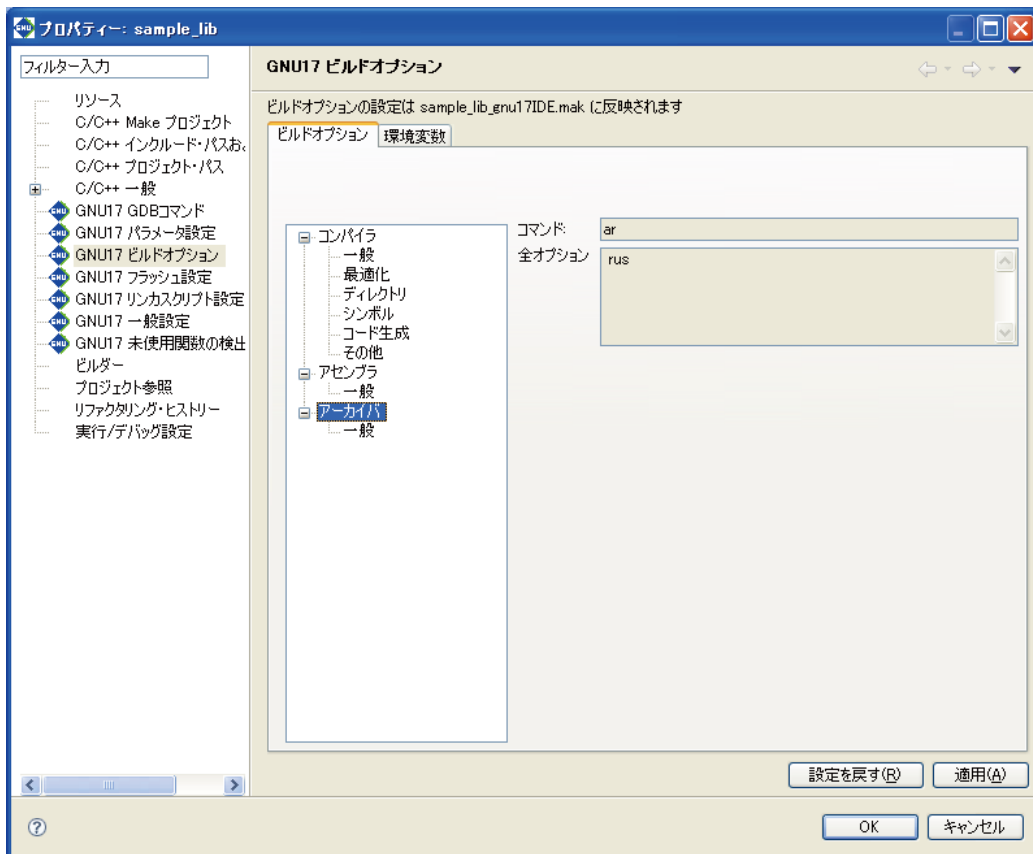 プロパティー: sample_lib
フィルター入力
リソース
C/C++ Make プロジェクト
C/C++ インクルード・パスお。
C/C++ プロジェクト・パス
C/C++ 一般
GNU17 GDBコマンド
GNU17 パラメータ設定
GNU17 ビルドオプション
GNU17 フラッシュ設定
GNU17 リンカスクリプト設定
GNU17 一般設定
GNU17 未使用関数の検出
ビルダー
プロジェクト参照
リファクタリング・ヒストリー
実行/デバッグ設定
GNU17 ビルドオプション
ビルドオプションの設定は sample_lib_gnu17IDE.mak に反映されます
ビルドオプション 環境変数
コンパイラ
一般
最適化
ディレクトリ
シンボル
コード生成
その他
アセンブラ
一般
アーカイバ
一般
コマンド: ar
全オプション rus
設定を戻す(R) 適用(A)
OK キャンセル